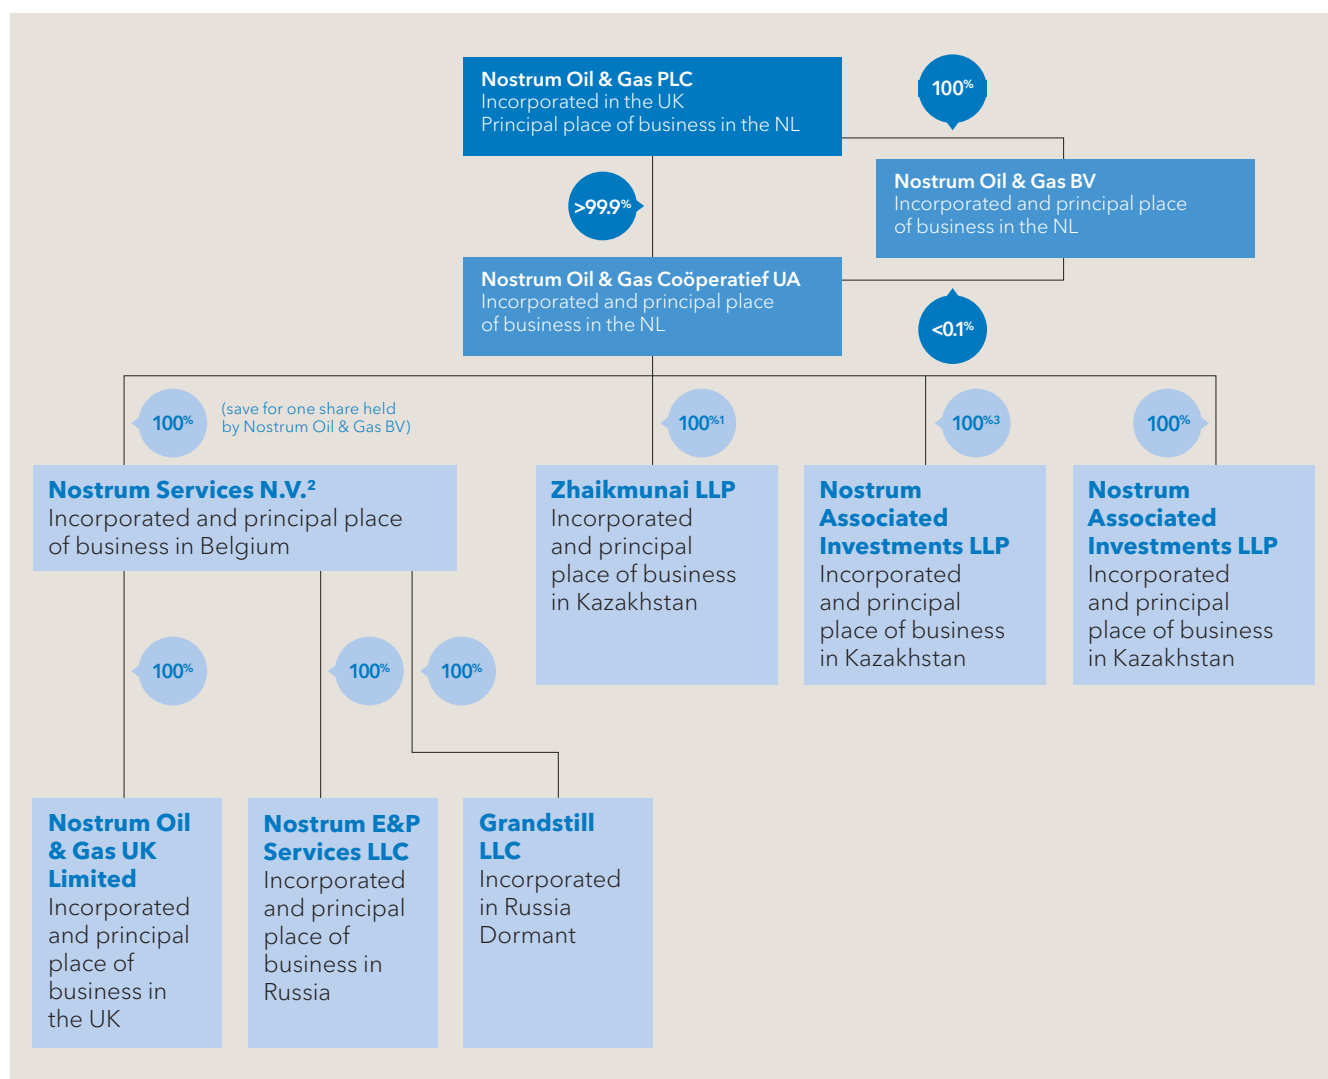 Nostrum Oil & Gas PLC
Incorporated in the UK
Principal place of business in the NL
100%
Nostrum Oil & Gas BV
Incorporated and principal place
of business in the NL
>99.9%
Nostrum Oil & Gas Coöperatief UA
Incorporated and principal place
of business in the NL
<0.1%
100%
(save for one share held
by Nostrum Oil & Gas BV)
100%1
100%3
100%
Nostrum Services N.V.2
Incorporated and principal place
of business in Belgium
Zhaikmunai LLP
Incorporated
and principal
place of business
in Kazakhstan
Nostrum
Associated
Investments LLP
Incorporated
and principal
place of business
in Kazakhstan
Nostrum
Associated
Investments LLP
Incorporated
and principal
place of business
in Kazakhstan
100%
100%
100%
Nostrum Oil
& Gas UK
Limited
Incorporated
and principal
place of
business in
the UK
Nostrum E&P
Services LLC
Incorporated
and principal
place of
business in
Russia
Grandstill
LLC
Incorporated
in Russia
Dormant